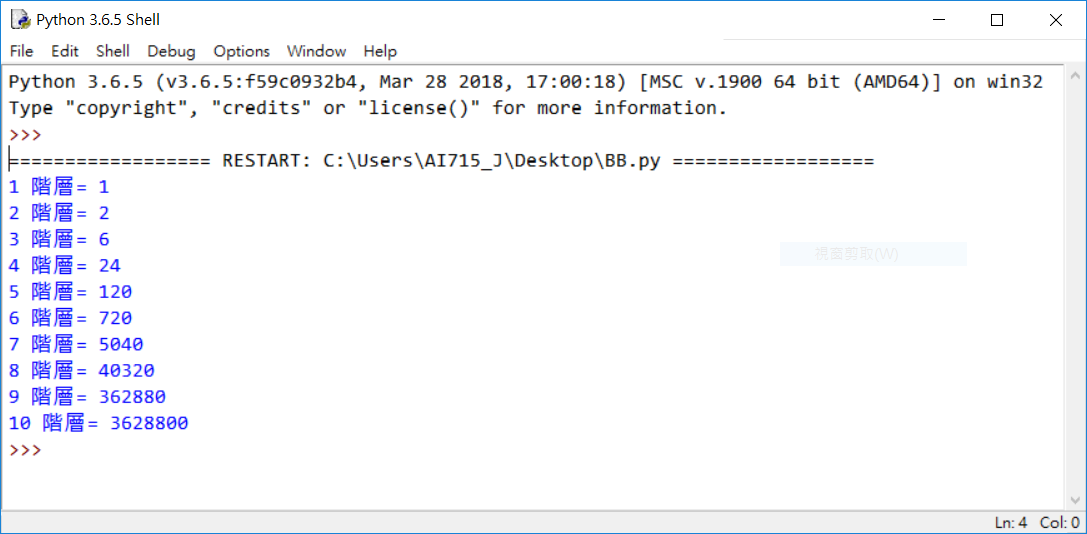 Python 3.6.5 Shell
File Edit Shell Debug Options Window Help
Python 3.6.5 (v3.6.5:f59c0932b4, Mar 28 2018, 17:00:18) [MSC v.1900 64 bit (AMD64)] on win32
Type "copyright", "credits" or "license()" for more information.
>>>
================== RESTART: C:\Users\AI715_J\Desktop\BB.py ==================
1 階層= 1
2 階層= 2
3 階層= 6
視窗剪取(W)
4 階層= 24
5 階層= 120
6 階層= 720
7 階層= 5040
8 階層= 40320
9 階層= 362880
10 階層= 3628800
>>>
Ln: 4 Col: 0